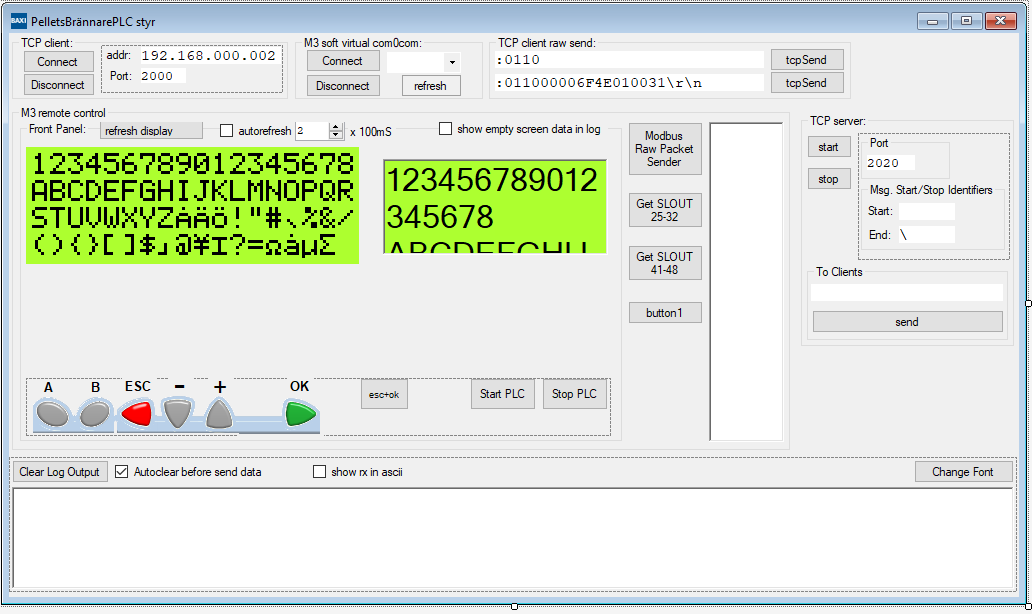 BAXI PelletsBrännarePLC styr
TCP client:
Connect
Disconnect
addr: 192.168.000.002
Port: 2000
M3 soft virtual com0com:
Connect
Disconnect
refresh
TCP client raw send:
:0110
tcpSend
:011000006F4E010031\r\n
tcpSend
M3 remote control
Front Panel:
refresh display
autorefresh
2
x 100mS
show empty screen data in log
123456789012345678
ABCDEFGHIJKLMNOPQR
()(){}[]$
123456789012
345678
ABCDEFGHIJ
Modbus
Raw Packet
Sender
Get SLOUT
25-32
Get SLOUT
41-48
button1
A B ESC − + OK
esc+ok
Start PLC
Stop PLC
TCP server:
start
stop
Port
2020
Msg. Start/Stop Identifiers
Start:
End: \
To Clients
send
Clear Log Output
Autoclear before send data
show rx in ascii
Change Font